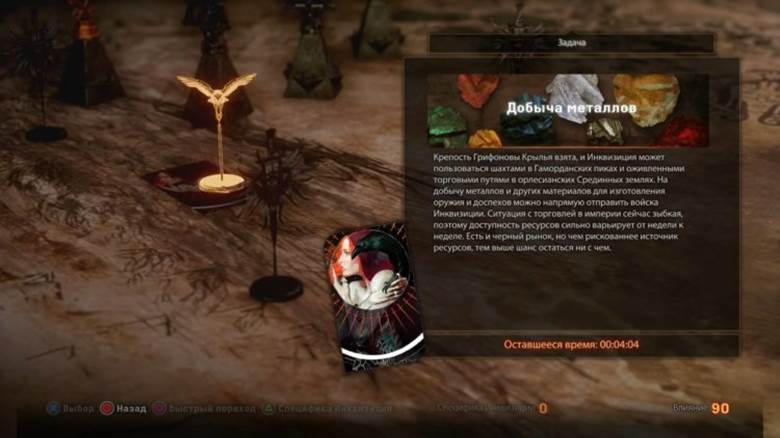 Задача
Добыча металлов
Крепость Грифоновы Крылья взята, и Инквизиция может
пользоваться шахтами в Гаморданских пиках и оживленными
торговыми путями в орлесианских Срединных землях. На
добычу металлов и других материалов для изготовления
оружия и доспехов можно напрямую отправить войска
Инквизиции. Ситуация с торговлей в империи сейчас зыбкая,
поэтому доступность ресурсов сильно варьирует от недели к
неделе. Есть и черный рынок, но чем рискованнее источник
ресурсов, тем выше шанс остаться ни с чем.
Оставшееся время: 00:04:04
Выбор Назад Быстрый переход Специфика Инквизиции 0 Влияние 90